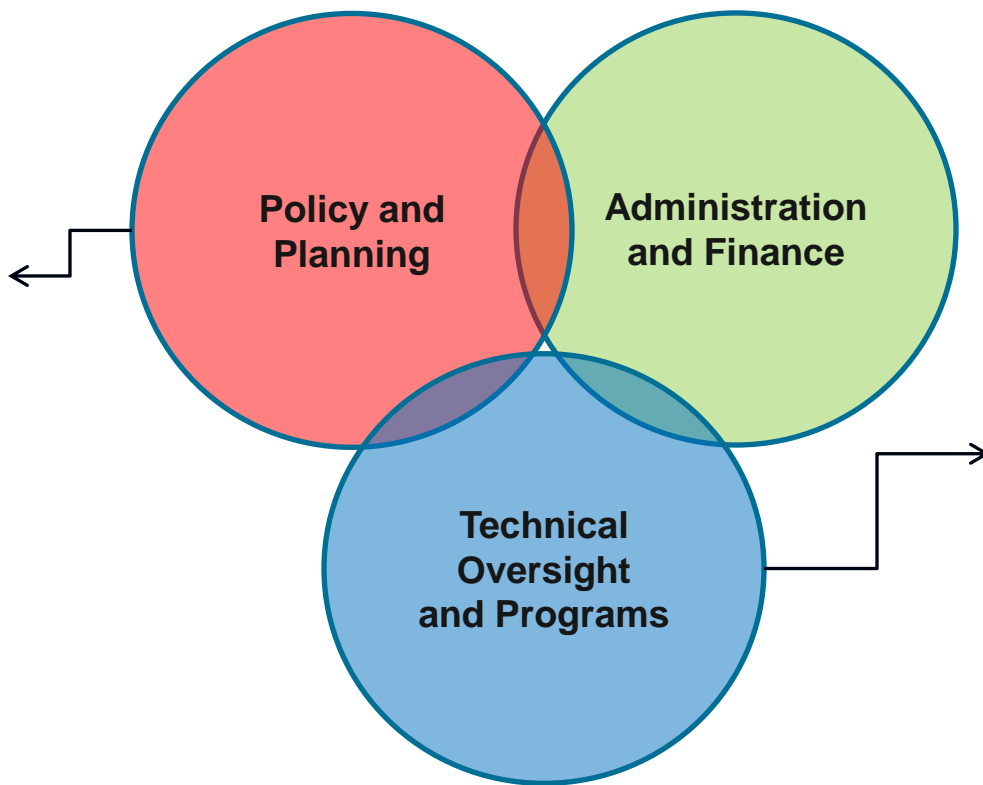 Policy and
Planning
Administration
and Finance
Technical
Oversight
and Programs